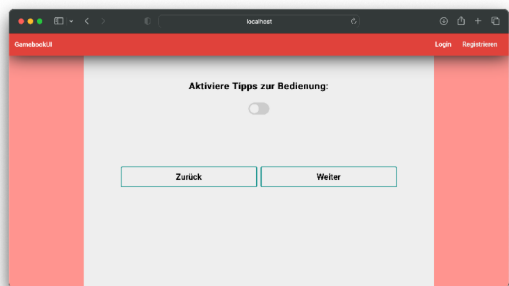 localhost
GamebookUI
Login Registrieren
Aktiviere Tipps zur Bedienung:
Zurück
Weiter